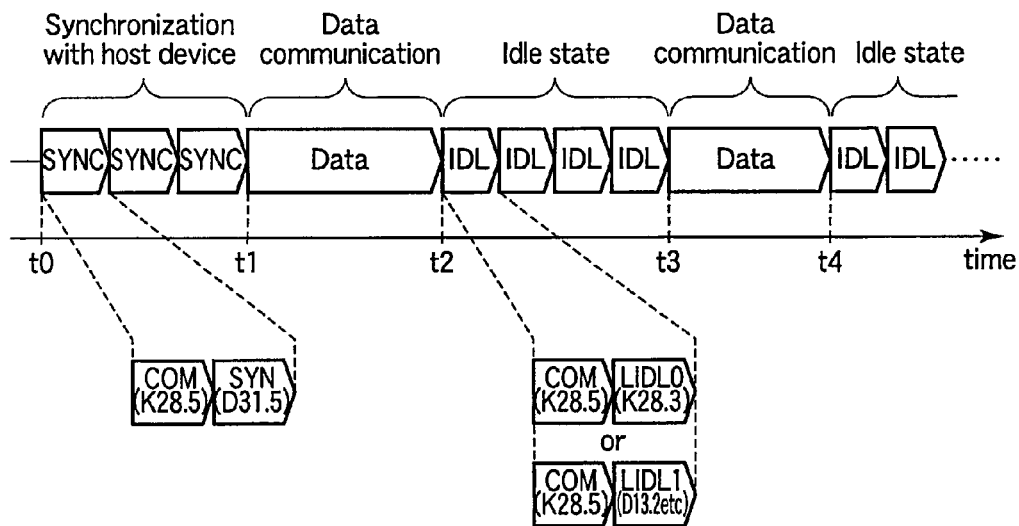 Synchronization
with host device
Data
communication
Idle state
Data
communication
Idle state
SYNC SYNC SYNC Data IDL IDL IDL IDL Data IDL IDL .....
t0 t1 t2 t3 t4 time
COM SYN
(K28.5) (D31.5)
COM LIDL0
(K28.5) (K28.3)
or
COM LIDL1
(K28.5) (D13.2etc)